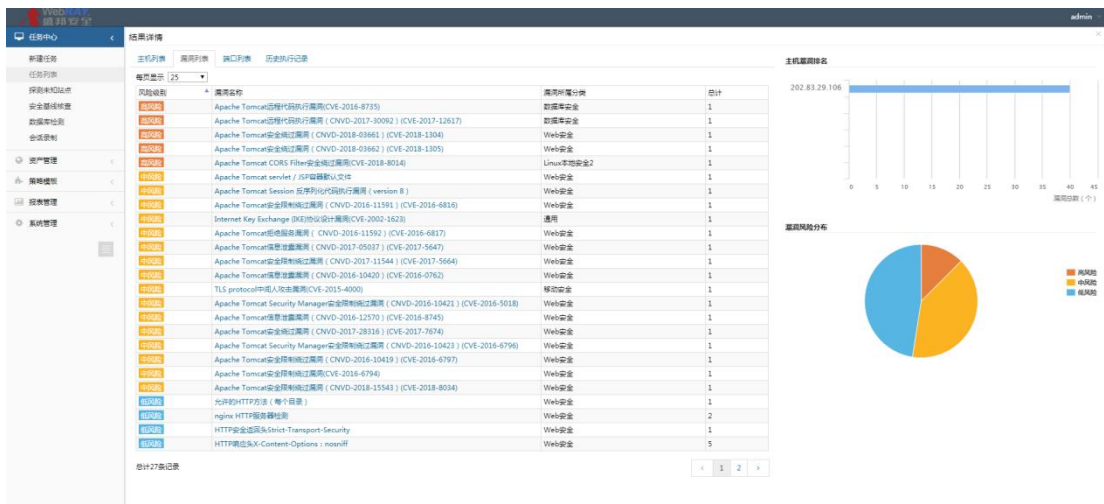 WebRAY
盛邦安全
admin
任务中心
结果详情
新建任务
任务列表
探测未知站点
安全基线核查
数据库检测
会话录制
资产管理
策略模板
报表管理
系统管理
主机列表 漏洞列表 端口列表 历史执行记录
每页显示 25
风险级别 漏洞名称 漏洞所属分类 总计
高风险 Apache Tomcat远程代码执行漏洞(CVE-2016-8735) 数据库安全 1
高风险 Apache Tomcat远程代码执行漏洞 ( CNVD-2017-30092 ) (CVE-2017-12617) 数据库安全 1
高风险 Apache Tomcat安全绕过漏洞 ( CNVD-2018-03661 ) (CVE-2018-1304) Web安全 1
高风险 Apache Tomcat安全绕过漏洞 ( CNVD-2018-03662 ) (CVE-2018-1305) Web安全 1
高风险 Apache Tomcat CORS Filter安全绕过漏洞(CVE-2018-8014) Linux本地安全2 1
中风险 Apache Tomcat servlet / JSP容器默认文件 Web安全 1
中风险 Apache Tomcat Session 反序列化代码执行漏洞 ( version 8 ) Web安全 1
中风险 Apache Tomcat安全限制绕过漏洞 ( CNVD-2016-11591 ) (CVE-2016-6816) Web安全 1
中风险 Internet Key Exchange (IKE)协议设计漏洞(CVE-2002-1623) 通用 1
中风险 Apache Tomcat拒绝服务漏洞 ( CNVD-2016-11592 ) (CVE-2016-6817) Web安全 1
中风险 Apache Tomcat信息泄露漏洞 ( CNVD-2017-05037 ) (CVE-2017-5647) Web安全 1
中风险 Apache Tomcat安全限制绕过漏洞 ( CNVD-2017-11544 ) (CVE-2017-5664) Web安全 1
中风险 Apache Tomcat信息泄露漏洞 ( CNVD-2016-10420 ) (CVE-2016-0762) Web安全 1
中风险 TLS protocol中间人攻击漏洞(CVE-2015-4000) 移动安全 1
中风险 Apache Tomcat Security Manager安全限制绕过漏洞 ( CNVD-2016-10421 ) (CVE-2016-5018) Web安全 1
中风险 Apache Tomcat信息泄露漏洞 ( CNVD-2016-12570 ) (CVE-2016-8745) Web安全 1
中风险 Apache Tomcat安全绕过漏洞 ( CNVD-2017-28316 ) (CVE-2017-7674) Web安全 1
中风险 Apache Tomcat Security Manager安全限制绕过漏洞 ( CNVD-2016-10423 ) (CVE-2016-6796) Web安全 1
中风险 Apache Tomcat安全限制绕过漏洞 ( CNVD-2016-10419 ) (CVE-2016-6797) Web安全 1
中风险 Apache Tomcat安全限制绕过漏洞(CVE-2016-6794) Web安全 1
中风险 Apache Tomcat安全限制绕过漏洞 ( CNVD-2018-15543 ) (CVE-2018-8034) Web安全 1
低风险 允许的HTTP方法 ( 每个目录 ) Web安全 1
低风险 nginx HTTP服务器检测 Web安全 2
低风险 HTTP安全返回头Strict-Transport-Security Web安全 1
低风险 HTTP响应头X-Content-Options : nosniff Web安全 5
总计27条记录
1 2
主机漏洞排名
202.83.29.106
0 5 10 15 20 25 30 35 40 45
漏洞总数 ( 个 )
漏洞风险分布
高风险
中风险
低风险